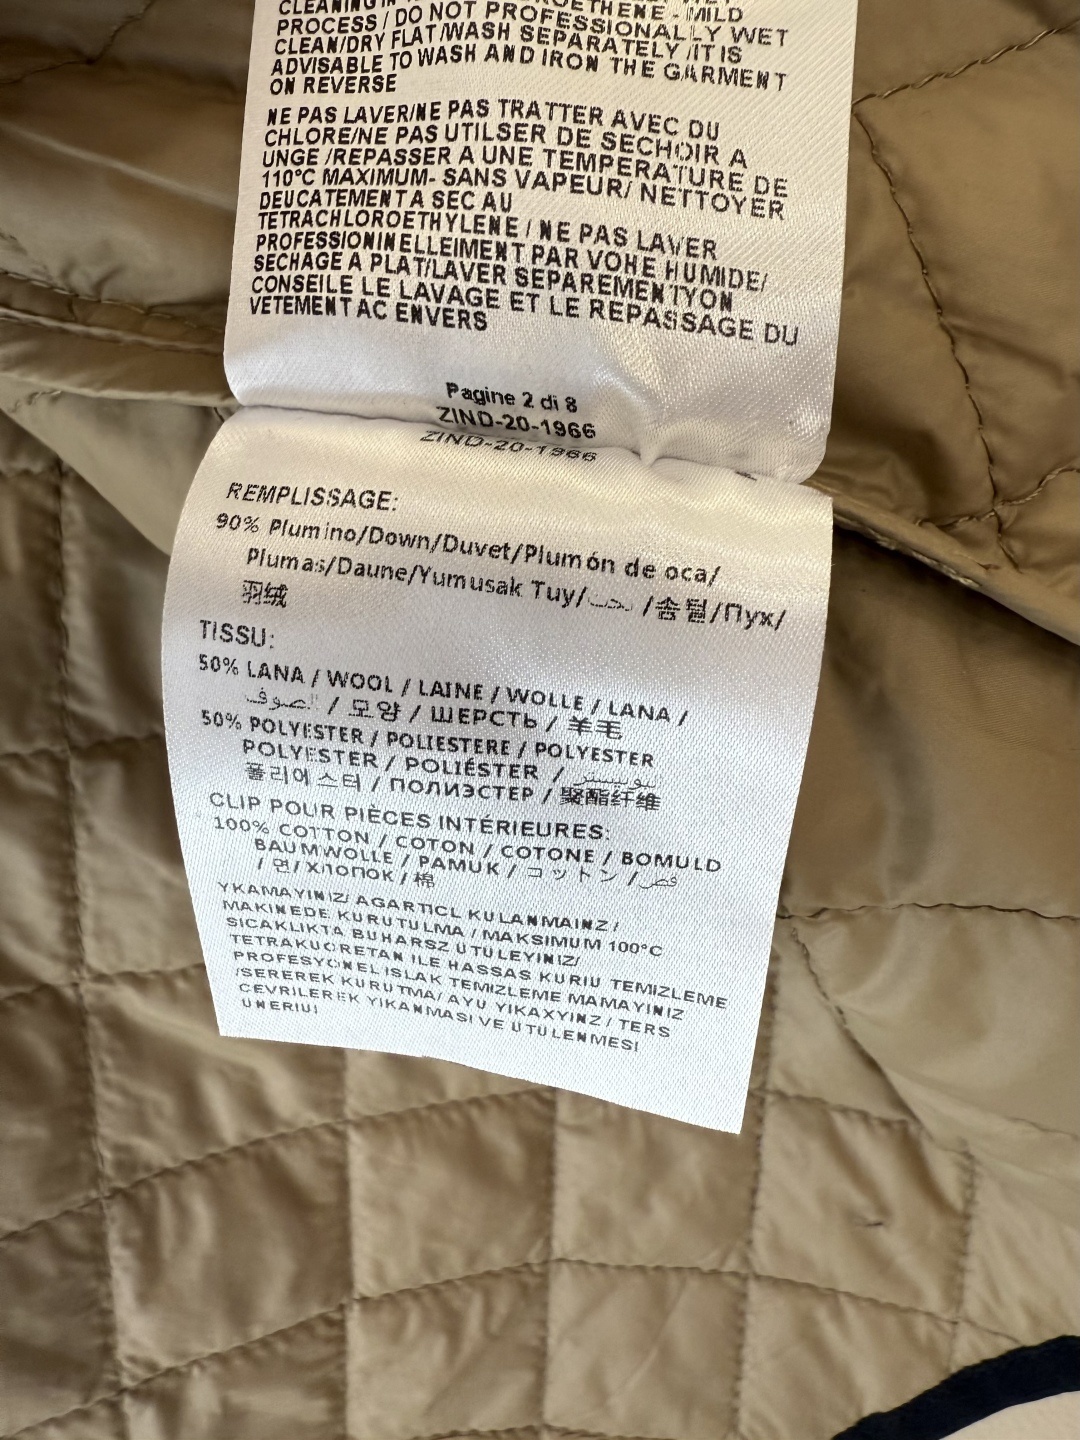 PROCESS / DO NOT PROFESSIONALLY WET
CLEAN/DRY FLAT/WASH SEPARATELY /IT IS
ADVISABLE TO WASH AND IRON THE GARMENT
ON REVERSE
NE PAS LAVER/NE PAS TRATTER AVEC DU
CHLORE/NE PAS UTILSER DE SECHOIR A
UNGE /REPASSER A UNE TEMPERATURE DE
110°C MAXIMUM- SANS VAPEUR/ NETTOYER
DEUCATEMENT A SEC AU
TETRACHLOROETHYLENE / NE PAS LAVER
PROFESSIONINELLEIMENT PAR VOHE HUMIDE/
SECHAGE A PLAT/LAVER SEPAREMEN
CONSEILE LE LAVAGE ET LE REPASSAGE DU
VETEMENT AC ENVERS
Pagine 2 di 8
ZIND-20-1966
ZIND-20-1966
REMPLISSAGE:
90% Plumino/Down/Duvet/Plumón de oca/
Plumas/Daune/Yumusak Tuy/ /솜털/Пух/
羽绒
TISSU:
50% LANA / WOOL / LAINE / WOLLE / LANA /
الصوف / 모양 / ШЕРСТЬ / 羊毛
50% POLYESTER / POLIESTERE / POLYESTER
POLYESTER / POLIÉSTER /
폴리에스터 / ПОЛИЭСТЕР / 聚酯纤维
CLIP POUR PIÈCES INTÉRIEURES:
100% COTTON / COTON / COTONE / BOMULD
BAUMWOLLE / PAMUK / コットン /
/ 면/ ХЛОПОК / 棉
YKAMAYINIZ/ AGARTICL KULANMAINZ /
MAKINEDE KURUTULMA / MAKSIMUM 100°C
SICAKLIKTA BUHARSZ UTULEYINIZ/
TETRAKUORETAN ILE HASSAS KURIU TEMIZLEME
PROFESYONEL ISLAK TEMIZLEME MAMAYINIZ
/SEREREK KURUTMA/ AYU YIKAXYINZ / TERS
CEVRILEREK YIKANMASI VE UTULENMESI
UNERIUI